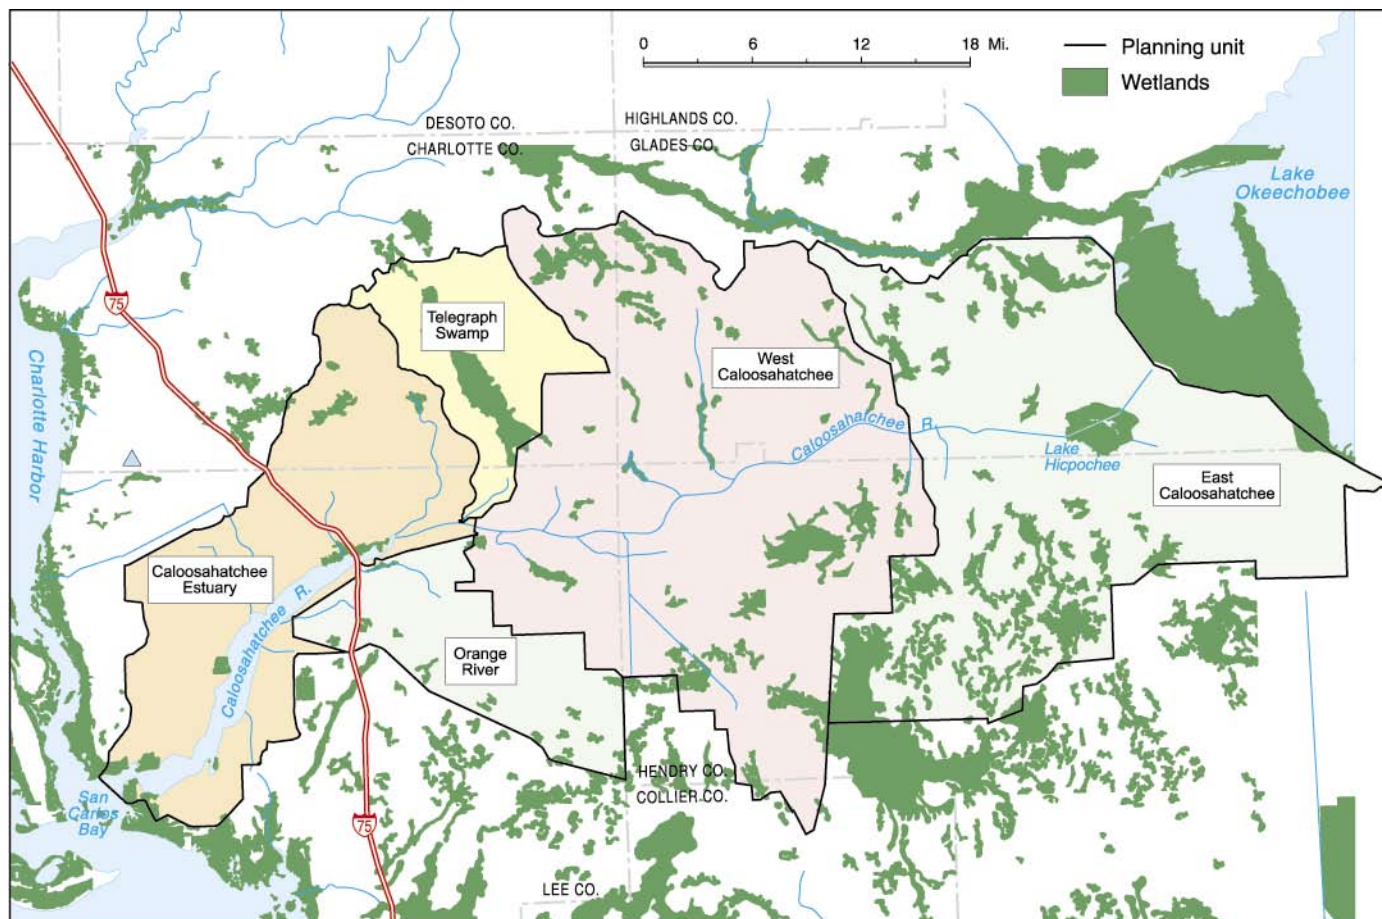 0 6 12 18 Mi.
Planning unit
Wetlands
DESOTO CO.
HIGHLANDS CO.
CHARLOTTE CO.
GLADES CO.
Lake
Okeechobee
75
Telegraph
Swamp
West
Caloosahatchee
Charlotte Harbor
Caloosahatchee R.
Lake
Hicpochee
East
Caloosahatchee
Caloosahatchee
Estuary
Caloosahatchee R.
Orange
River
HENDRY CO.
COLLIER CO.
San
Carlos
Bay
75
LEE CO.